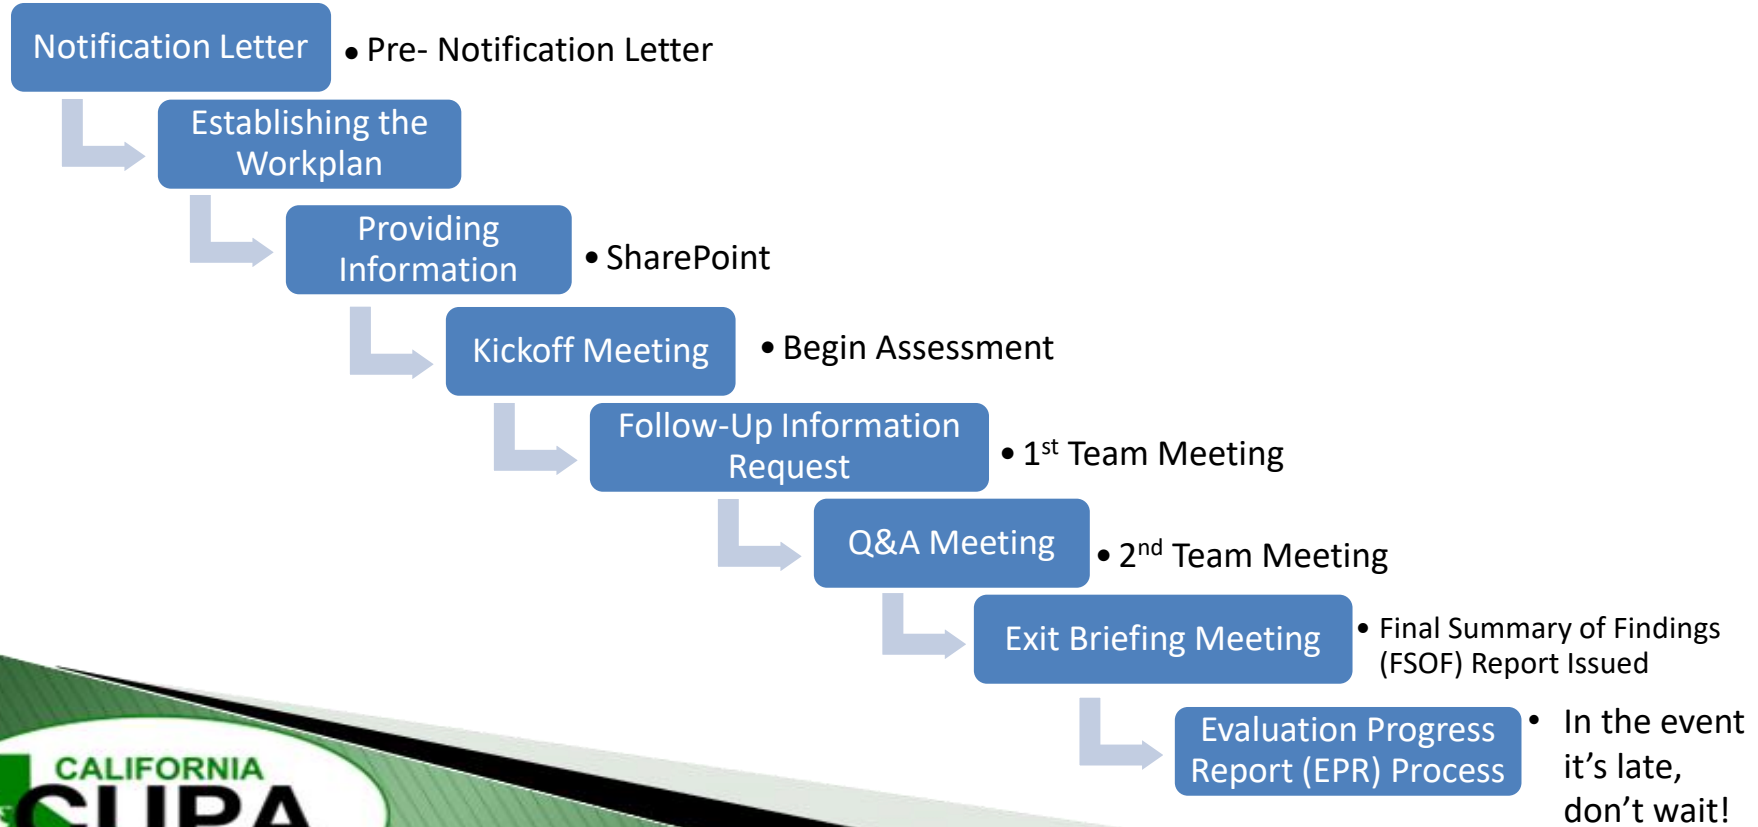 Notification Letter
• Pre- Notification Letter
Establishing the
Workplan
Providing
Information
• SharePoint
Kickoff Meeting
• Begin Assessment
Follow-Up Information
Request
• 1st Team Meeting
Q&A Meeting
• 2nd Team Meeting
Exit Briefing Meeting
• Final Summary of Findings
(FSOF) Report Issued
Evaluation Progress
Report (EPR) Process
• In the event
it’s late,
don’t wait!
CALIFORNIA
CUPA